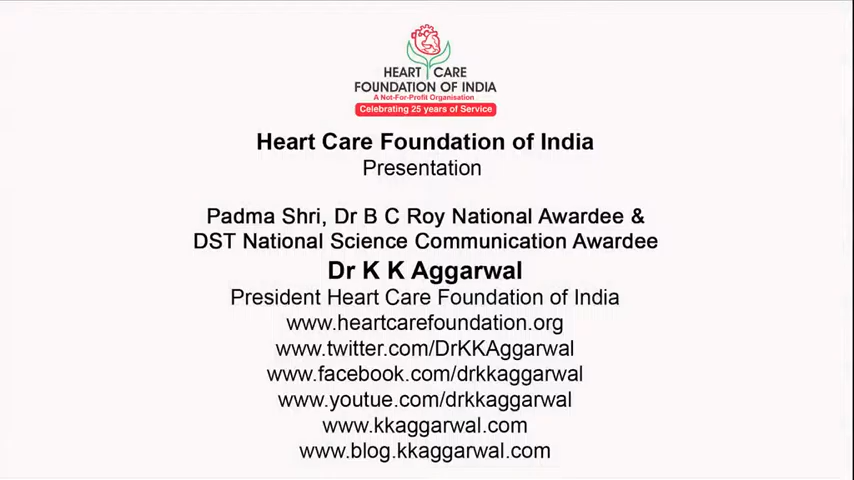 HEART CARE
FOUNDATION OF INDIA
A Not-For-Profit Organisation
Celebrating 25 years of Service
Heart Care Foundation of India
Presentation
Padma Shri, Dr B C Roy National Awardee &
DST National Science Communication Awardee
Dr K K Aggarwal
President Heart Care Foundation of India
www.heartcarefoundation.org
www.twitter.com/DrKKAggarwal
www.facebook.com/drkkaggarwal
www.youtue.com/drkkaggarwal
www.kkaggarwal.com
www.blog.kkaggarwal.com